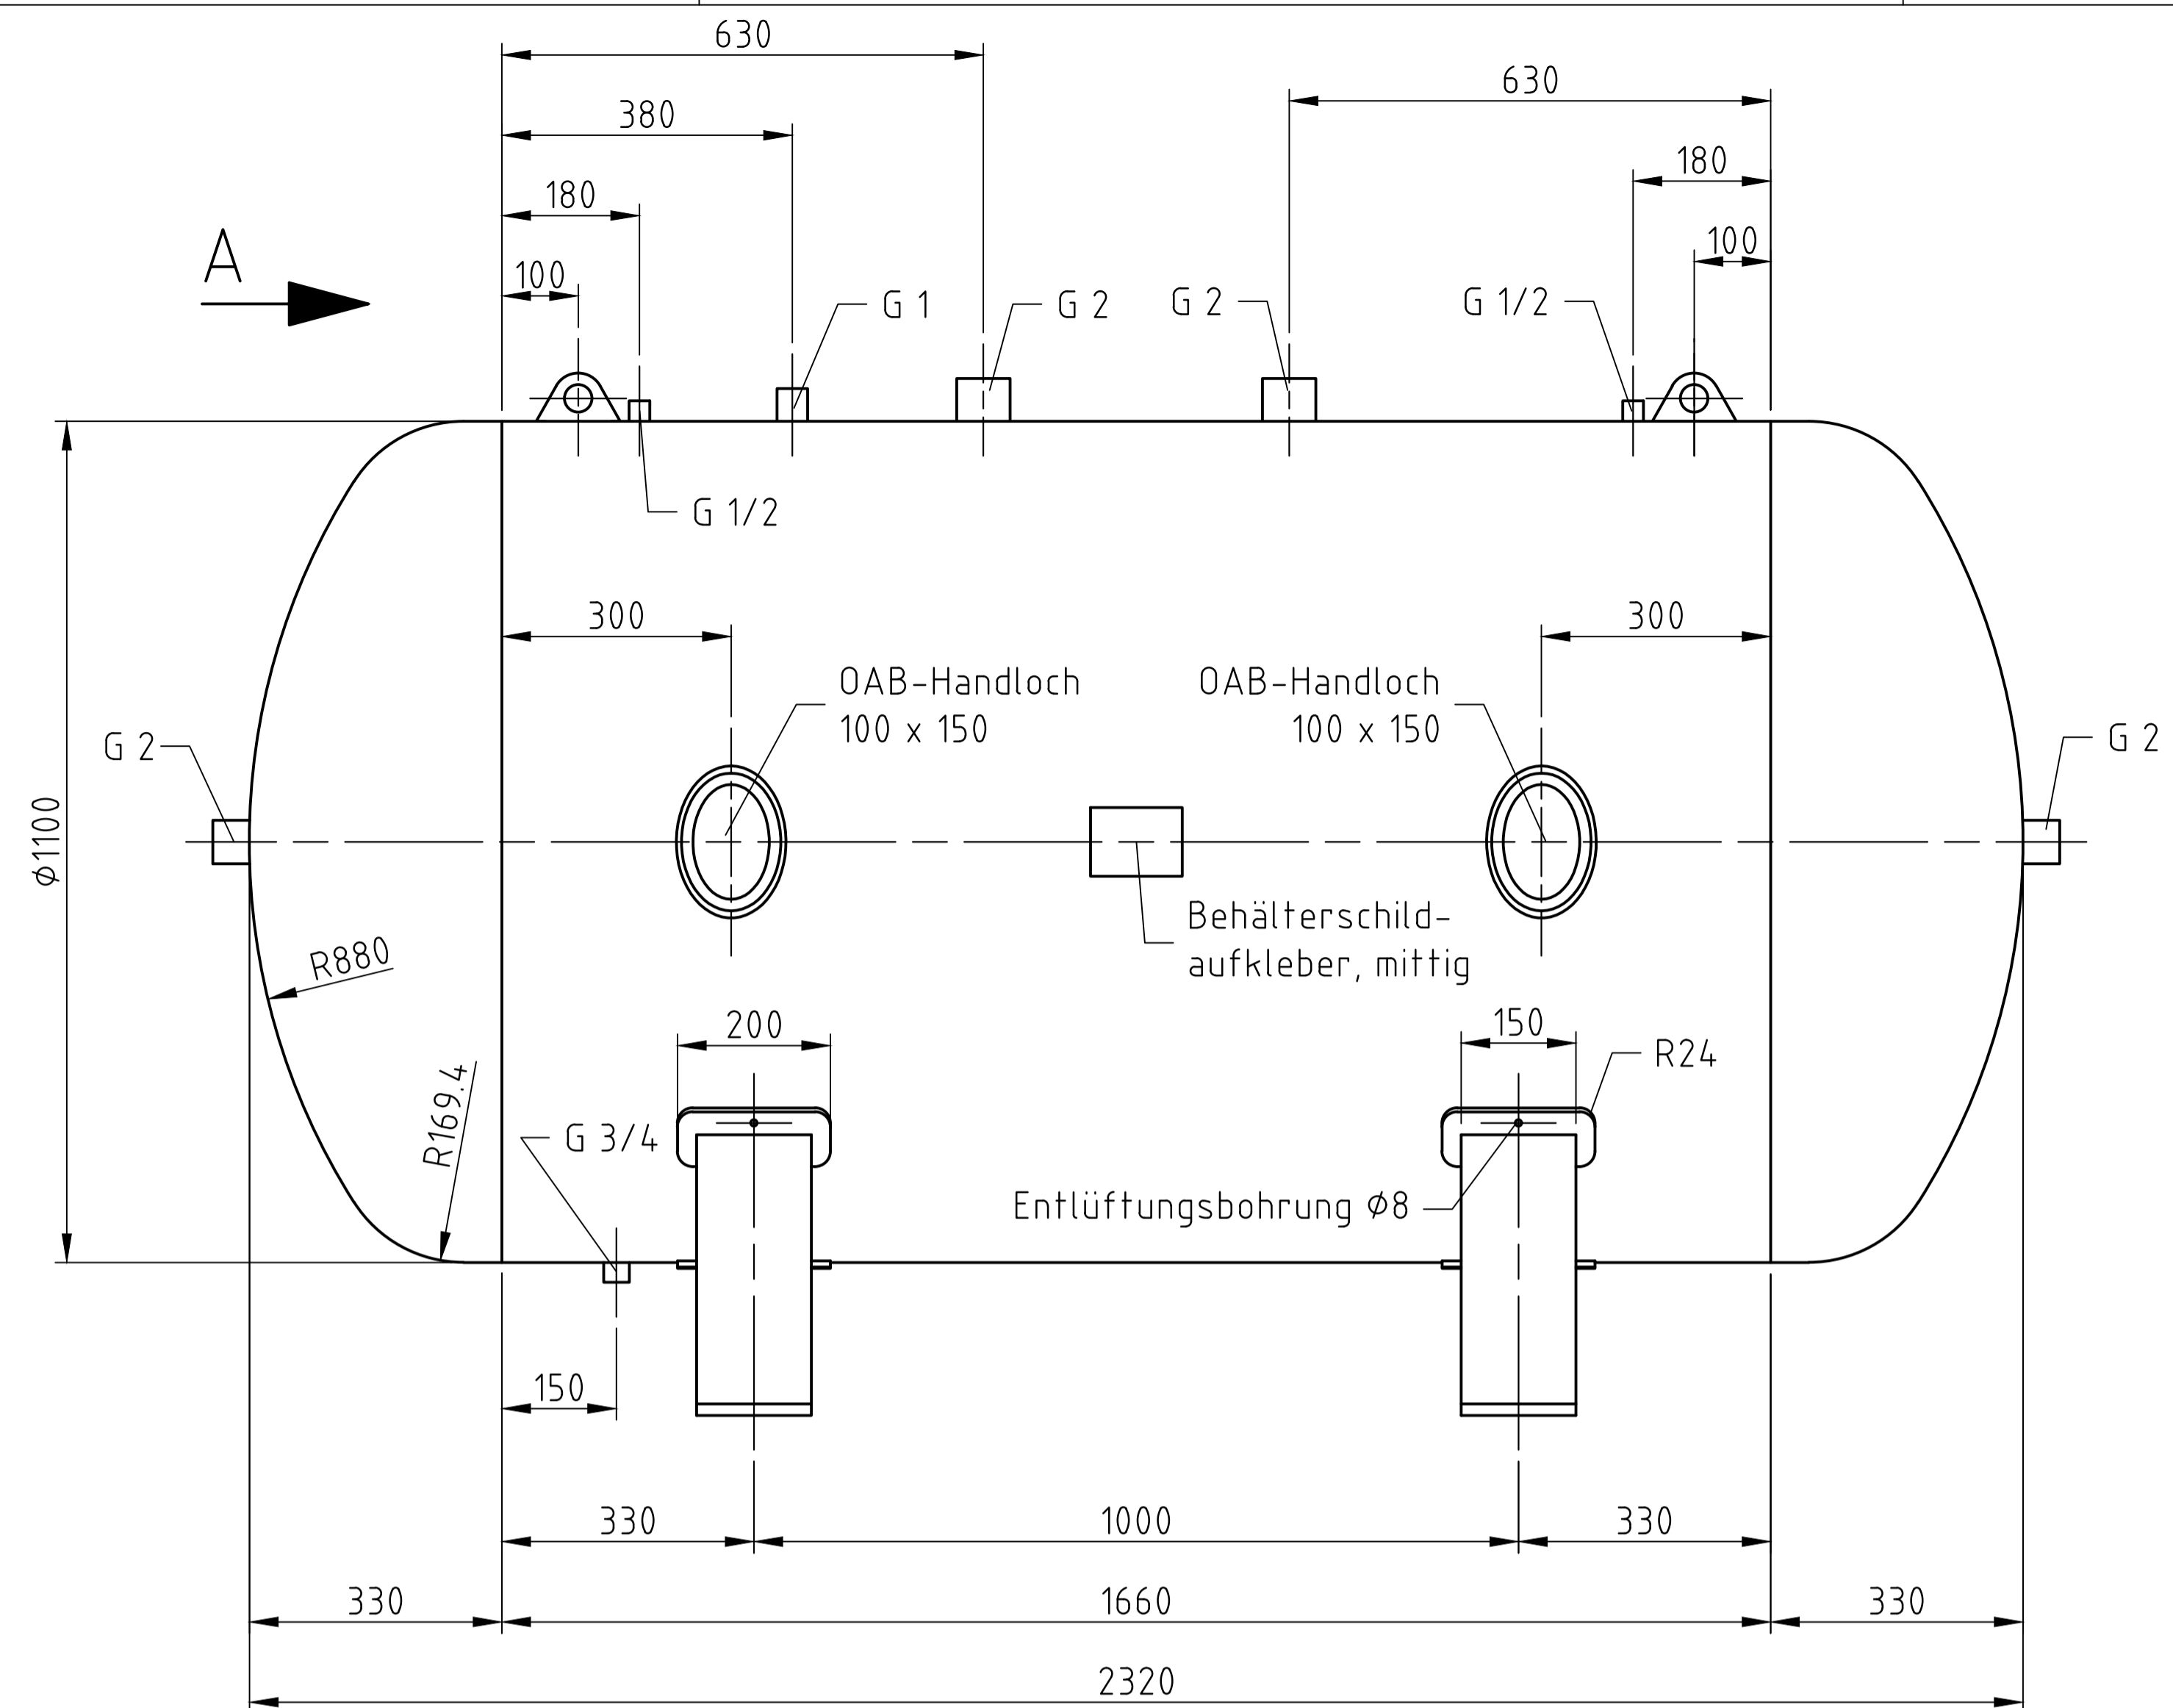 630
630
380
180
180
100
100
A
G 1
G 2
G 2
G 1/2
G 1/2
300
300
OAB-Handloch
100 x 150
OAB-Handloch
100 x 150
G 2
G 2
⌀1100
Behälterschild-
aufkleber, mittig
R880
200
150
R24
R169.4
G 3/4
Entlüftungsbohrung ⌀8
150
330
1000
330
330
1660
330
2320